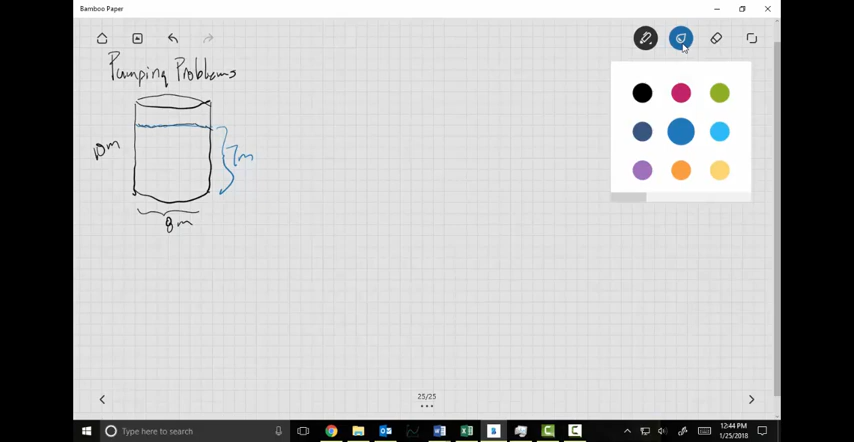 Bamboo Paper
Pumping Problems
10m
7m
8m
25/25
Type here to search
12:44 PM
1/25/2018